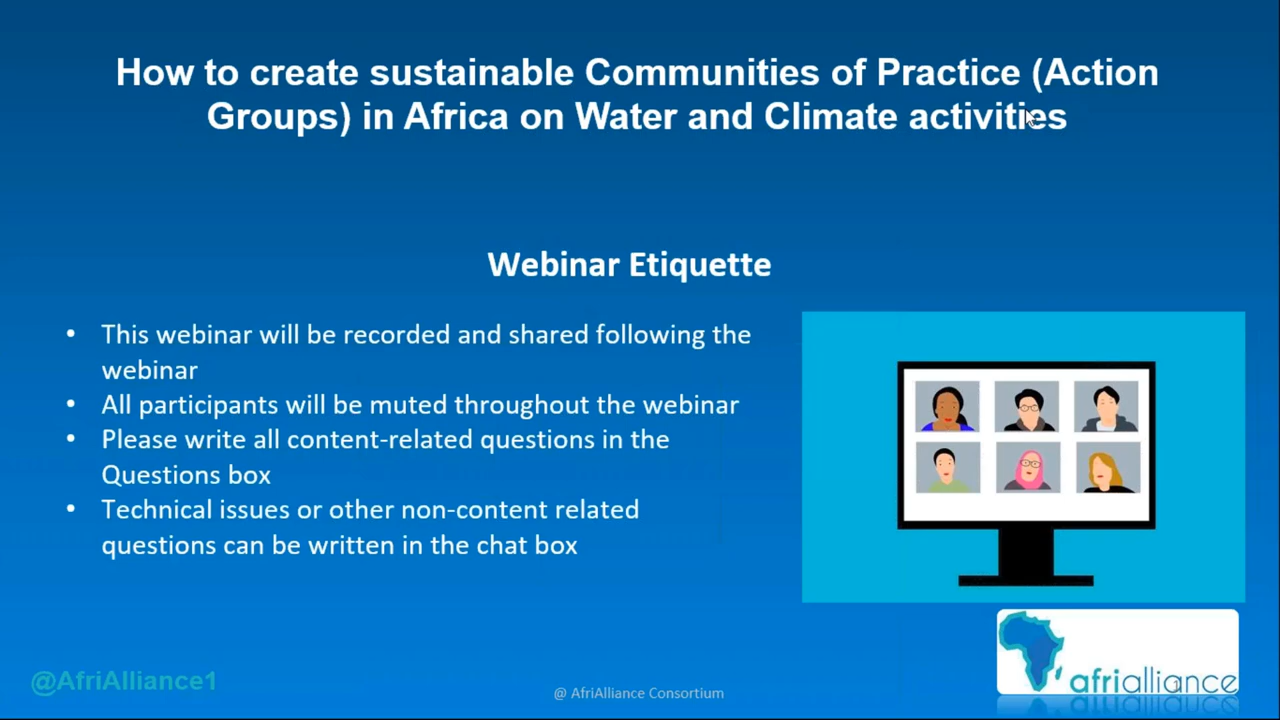 How to create sustainable Communities of Practice (Action
Groups) in Africa on Water and Climate activities
Webinar Etiquette
• This webinar will be recorded and shared following the
webinar
• All participants will be muted throughout the webinar
• Please write all content-related questions in the
Questions box
• Technical issues or other non-content related
questions can be written in the chat box
afrialliance
@AfriAlliance1
@ AfriAlliance Consortium